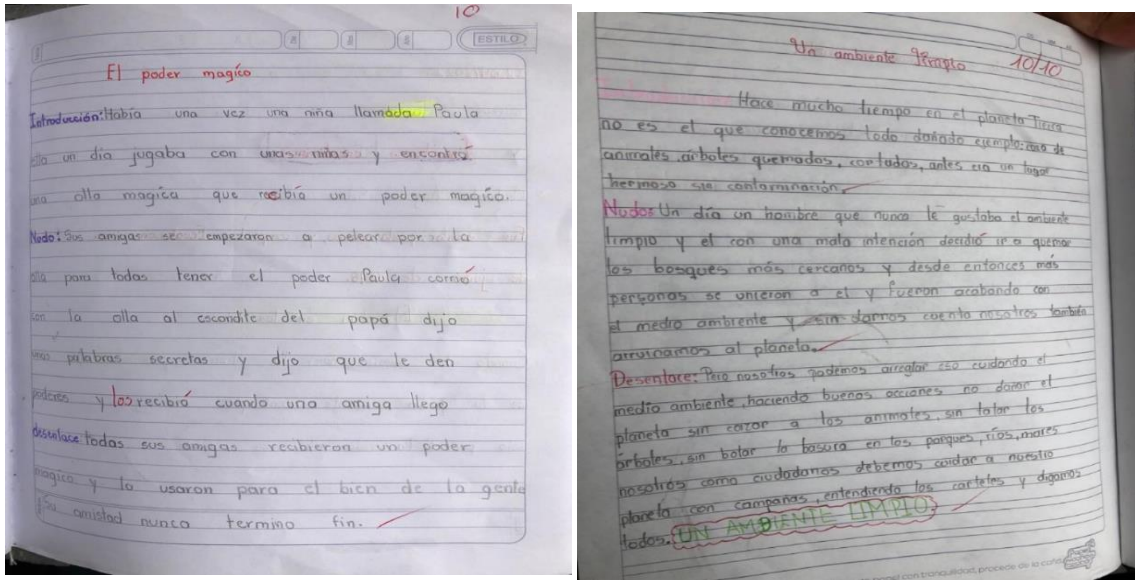 10
ESTILO
El poder magíco
Introducción: Había una vez una niña llamada Paula
ella un día jugaba con unas niñas y encontró
una olla magica que recibía un poder magíco.
Nodo: Sus amigas se empezaron a pelear por la
olla para todas tener el poder Paula corrió
con la olla al escondite del papá dijo
unas palabras secretas y dijo que le den
poderes y los recibió cuando una amiga llego
desenlace todas sus amigas recibieron un poder
magico y lo usaron para el bien de la gente
Su amistad nunca termino fin.
Un ambiente limpio 10/10
Hace mucho tiempo en el planeta Tierra
no es el que conocemos todo dañado ejemplo: de
animales, árboles quemados, cortados, antes era un lugar
hermoso sin contaminación.
Nudo: Un día un hombre que nunca le gustaba el ambiente
limpio y el con una mala intención decidió ir a quemar
los bosques más cercanos y desde entonces más
personas se unieron a el y fueron acabando con
el medio ambiente y sin darnos cuenta nosotros también
arruinamos al planeta.
Desenlace: Pero nosotros podemos arreglar eso cuidando el
medio ambiente, haciendo buenas acciones no dañar el
planeta sin cazar a los animales, sin talar los
árboles, sin botar la basura en los parques, ríos, mares
nosotros como ciudadanos debemos cuidar a nuestro
planeta con campañas, entendiendo los carteles y digamos
todos. UN AMBIENTE LIMPIO
con tranquilidad, procede de lo